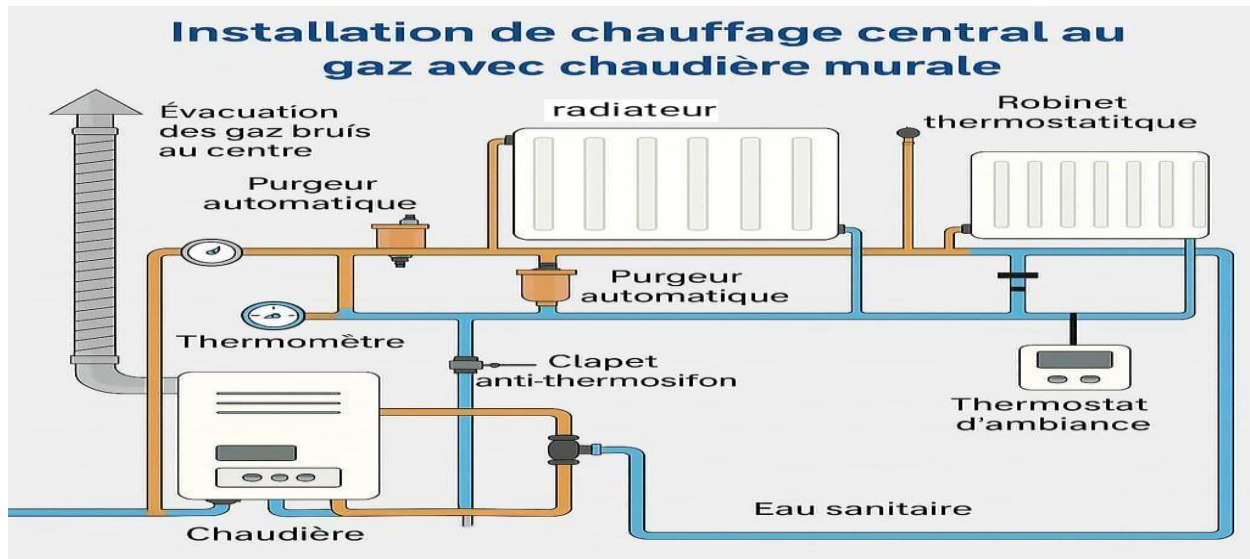 Installation de chauffage central au
gaz avec chaudière murale
Évacuation
des gaz bruís
au centre
radiateur
Robinet
thermostatitque
Purgeur
automatique
Purgeur
automatique
Thermomètre
Clapet
anti-thermosifon
Thermostat
d'ambiance
Eau sanitaire
Chaudière